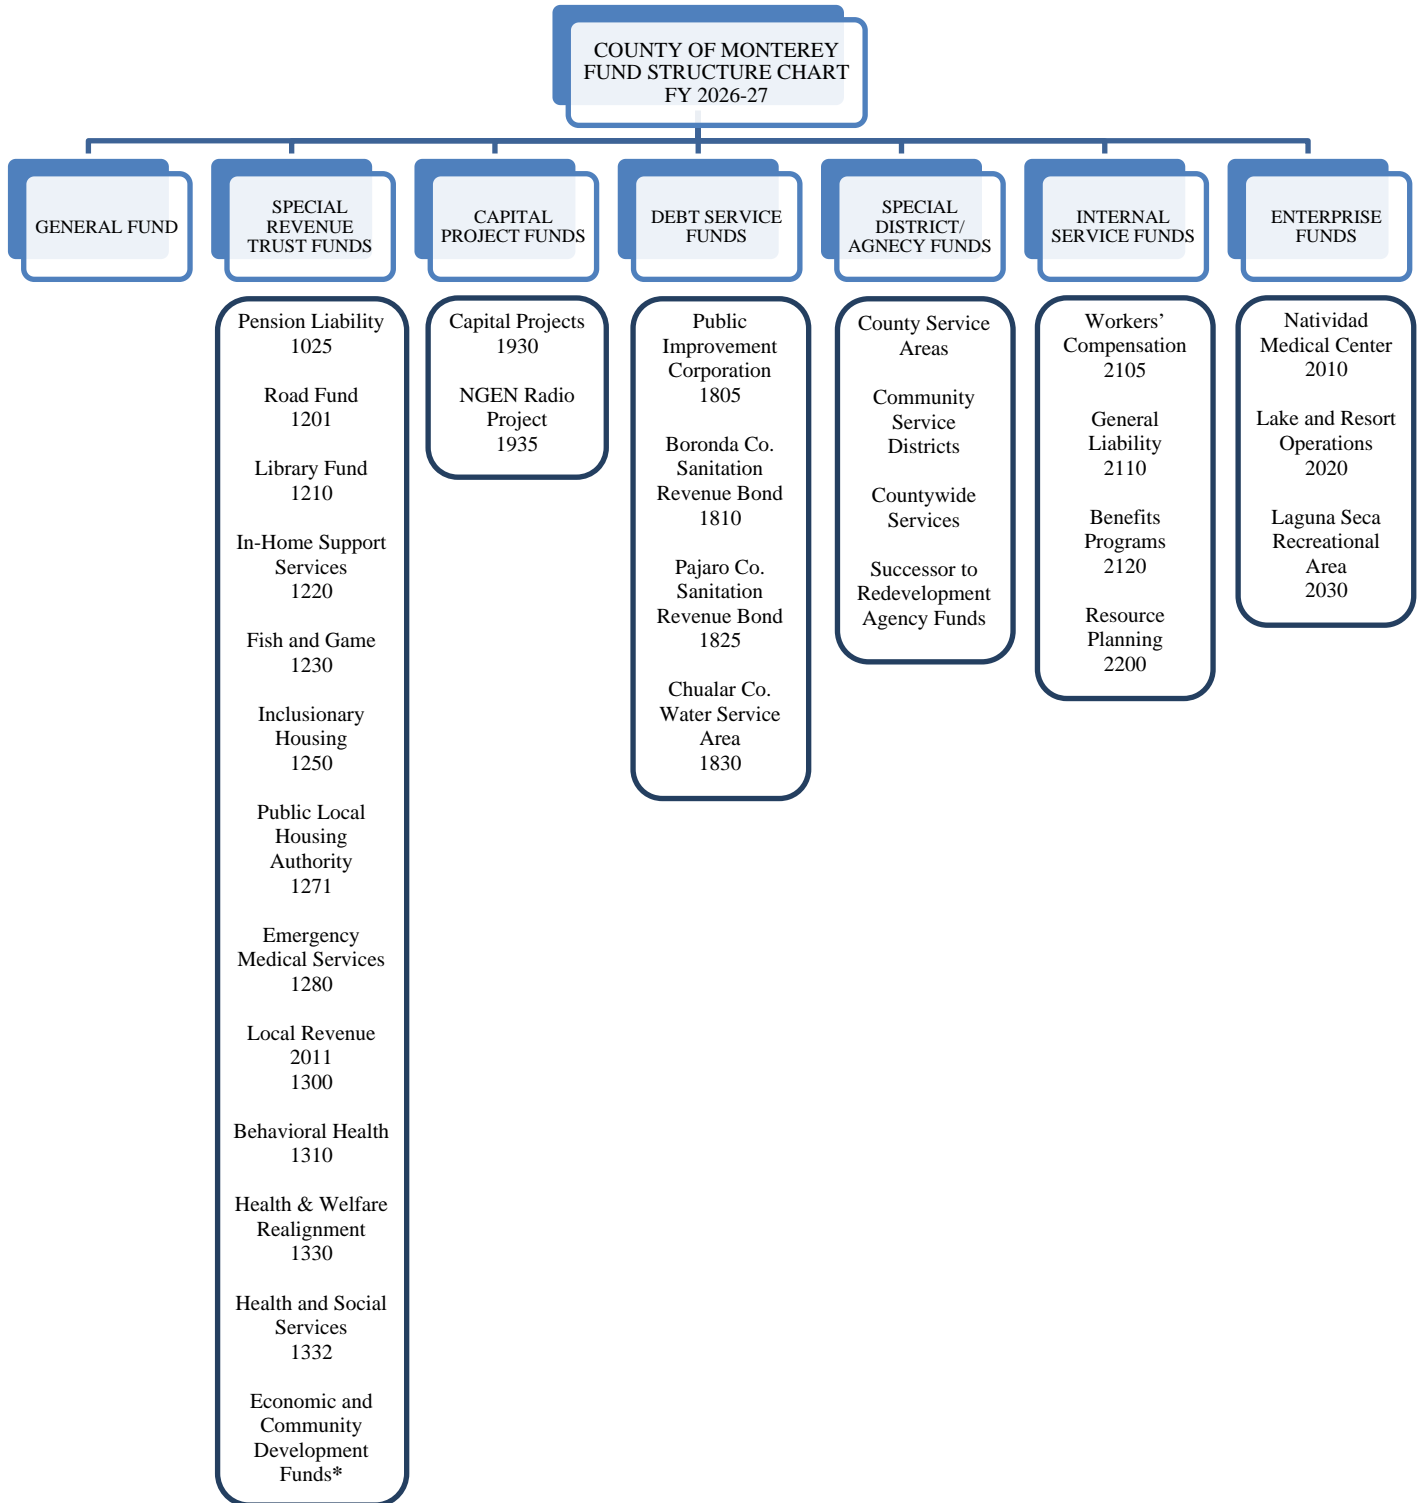 COUNTY OF MONTEREY
FUND STRUCTURE CHART
FY 2026-27
GENERAL FUND
SPECIAL
REVENUE
TRUST FUNDS
CAPITAL
PROJECT FUNDS
DEBT SERVICE
FUNDS
SPECIAL
DISTRICT/
AGNECY FUNDS
INTERNAL
SERVICE FUNDS
ENTERPRISE
FUNDS
Pension Liability
1025
Road Fund
1201
Library Fund
1210
In-Home Support
Services
1220
Fish and Game
1230
Inclusionary
Housing
1250
Public Local
Housing
Authority
1271
Emergency
Medical Services
1280
Local Revenue
2011
1300
Behavioral Health
1310
Health & Welfare
Realignment
1330
Health and Social
Services
1332
Economic and
Community
Development
Funds*
Capital Projects
1930
NGEN Radio
Project
1935
Public
Improvement
Corporation
1805
Boronda Co.
Sanitation
Revenue Bond
1810
Pajaro Co.
Sanitation
Revenue Bond
1825
Chualar Co.
Water Service
Area
1830
County Service
Areas
Community
Service
Districts
Countywide
Services
Successor to
Redevelopment
Agency Funds
Workers’
Compensation
2105
General
Liability
2110
Benefits
Programs
2120
Resource
Planning
2200
Natividad
Medical Center
2010
Lake and Resort
Operations
2020
Laguna Seca
Recreational
Area
2030